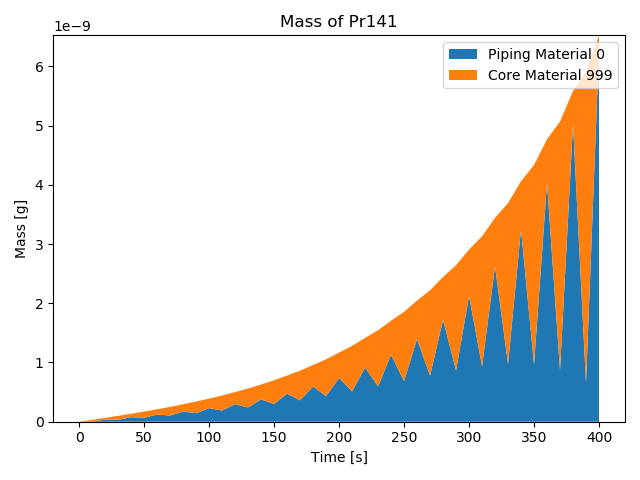 Mass of Pr141
1e−9
Piping Material 0
Core Material 999
6
5
4
3
2
1
0
Mass [g]
0 50 100 150 200 250 300 350 400
Time [s]